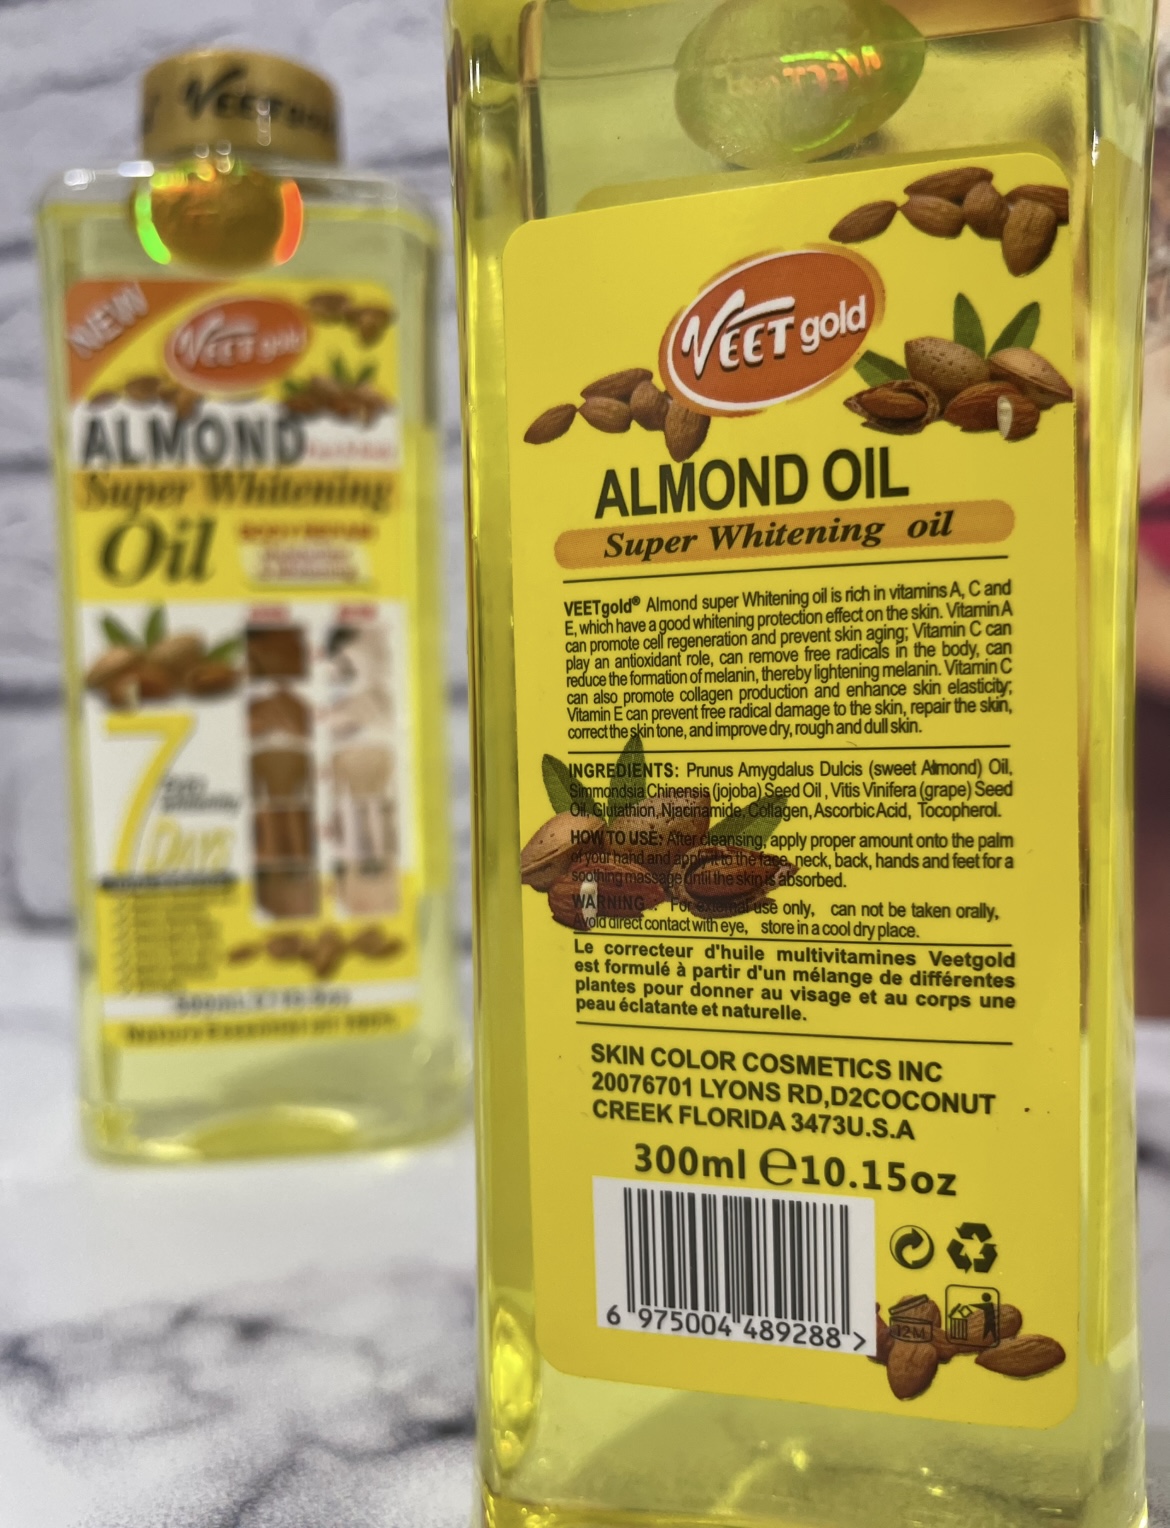 VEET gold
NEW
VEET gold
ALMOND
Super Whitening
Oil
7
Days
VEET gold
ALMOND OIL
Super Whitening oil
VEETgold® Almond super Whitening oil is rich in vitamins A, C and
E, which have a good whitening protection effect on the skin. Vitamin A
can promote cell regeneration and prevent skin aging; Vitamin C can
play an antioxidant role, can remove free radicals in the body, can
reduce the formation of melanin, thereby lightening melanin. Vitamin C
can also promote collagen production and enhance skin elasticity;
Vitamin E can prevent free radical damage to the skin, repair the skin,
correct the skin tone, and improve dry, rough and dull skin.
INGREDIENTS: Prunus Amygdalus Dulcis (sweet Almond) Oil,
Simmondsia Chinensis (jojoba) Seed Oil , Vitis Vinifera (grape) Seed
Oil, Glutathion, Njacinamide, Collagen, Ascorbic Acid, Tocopherol.
HOW TO USE: After cleansing, apply proper amount onto the palm
of your hand and apply it to the face, neck, back, hands and feet for a
soothing massage until the skin is absorbed.
WARNING : For external use only, can not be taken orally,
Avoid direct contact with eye, store in a cool dry place.
Le correcteur d'huile multivitamines Veetgold
est formulé à partir d'un mélange de différentes
plantes pour donner au visage et au corps une
peau éclatante et naturelle.
SKIN COLOR COSMETICS INC
20076701 LYONS RD,D2COCONUT
CREEK FLORIDA 3473U.S.A
300ml ℮10.15oz
6 975004 489288 >
12M